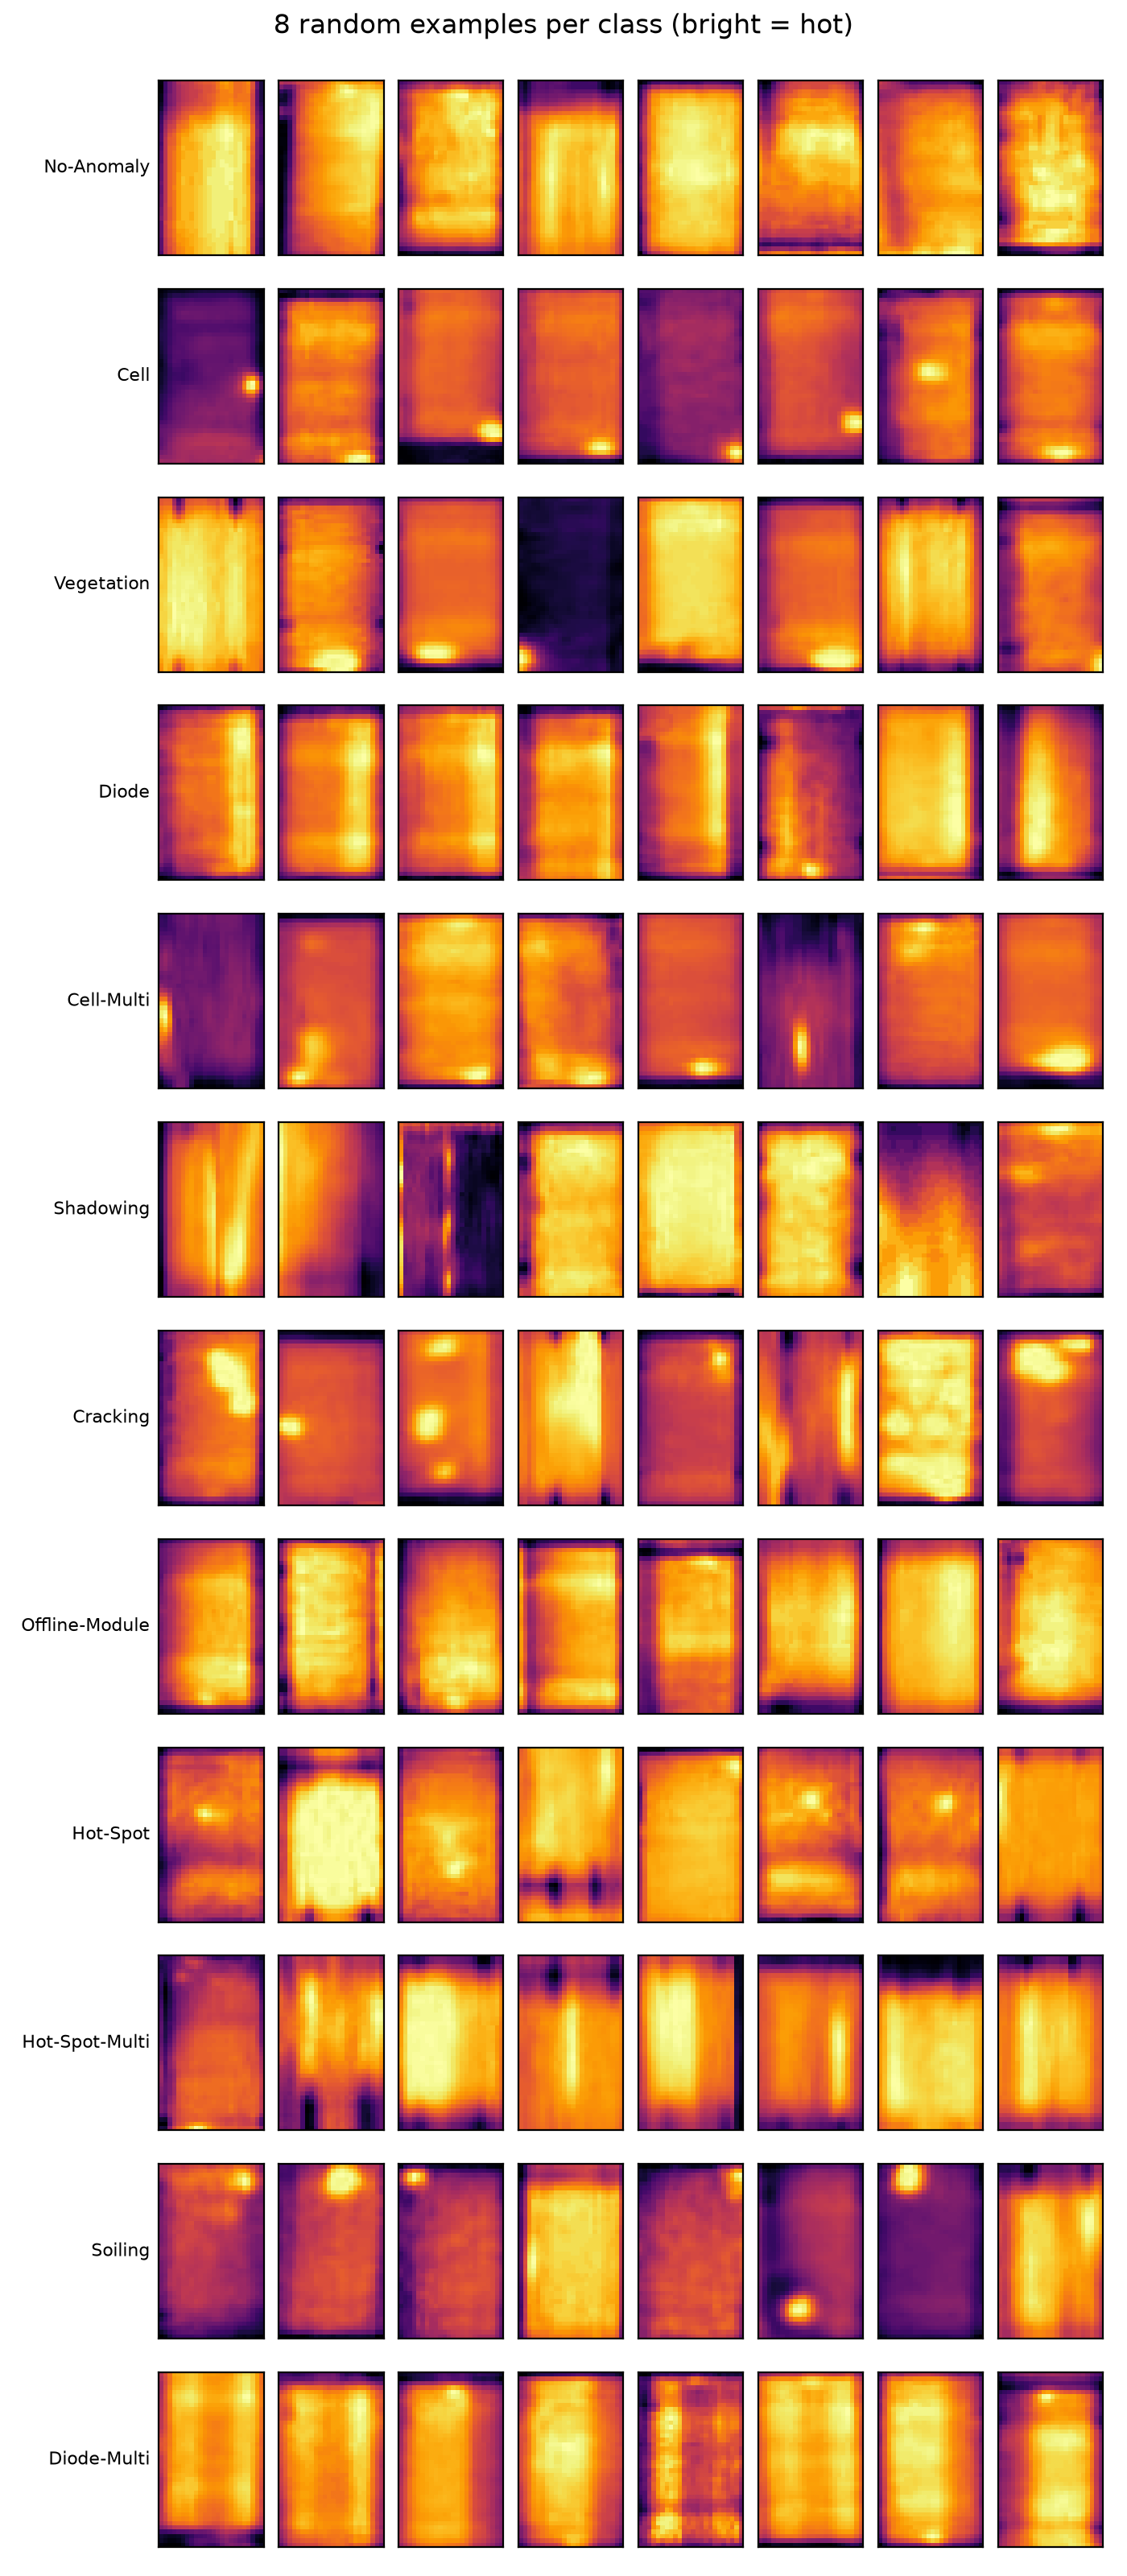 8 random examples per class (bright = hot)
No-Anomaly
Cell
Vegetation
Diode
Cell-Multi
Shadowing
Cracking
Offline-Module
Hot-Spot
Hot-Spot-Multi
Soiling
Diode-Multi